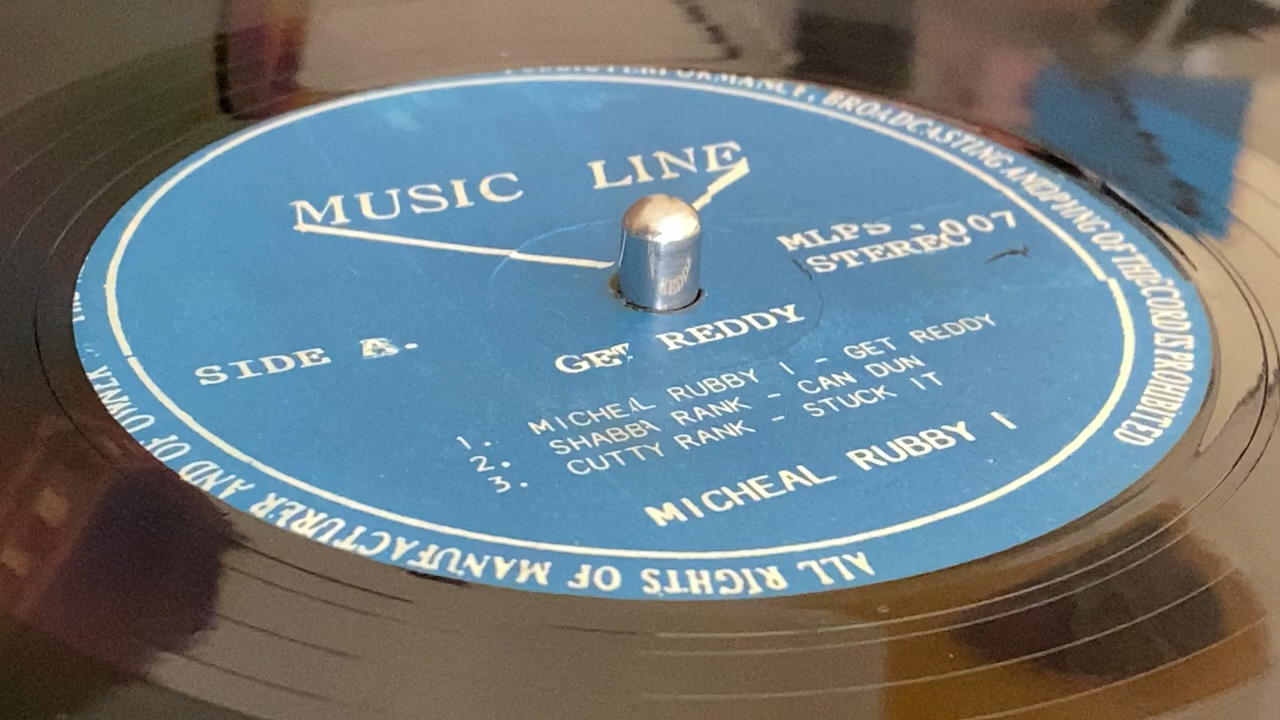 MUSIC LINE
MLPS - 007
STEREO
SIDE A.
GET REDDY
1. MICHEAL RUBBY I - GET REDDY
2. SHABBA RANK - CAN DUN
3. CUTTY RANK - STUCK IT
MICHEAL RUBBY I
ALL RIGHTS OF MANUFACTURER AND OF OWNER
PERFORMANCE, BROADCASTING AND OF THE CORD IS PROHIBITED